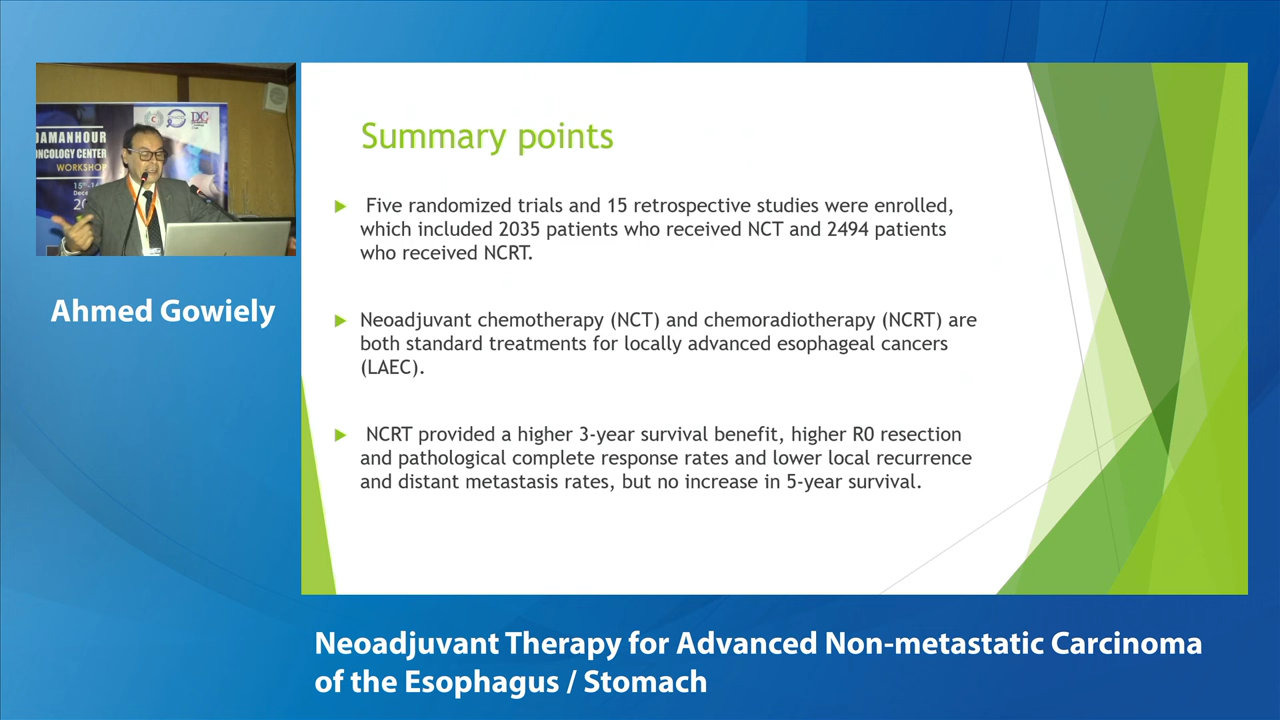 DAMANHOUR
ONCOLOGY CENTER
WORKSHOP
DC
Ahmed Gowiely
Summary points
Five randomized trials and 15 retrospective studies were enrolled,
which included 2035 patients who received NCT and 2494 patients
who received NCRT.
Neoadjuvant chemotherapy (NCT) and chemoradiotherapy (NCRT) are
both standard treatments for locally advanced esophageal cancers
(LAEC).
NCRT provided a higher 3-year survival benefit, higher R0 resection
and pathological complete response rates and lower local recurrence
and distant metastasis rates, but no increase in 5-year survival.
Neoadjuvant Therapy for Advanced Non-metastatic Carcinoma
of the Esophagus / Stomach